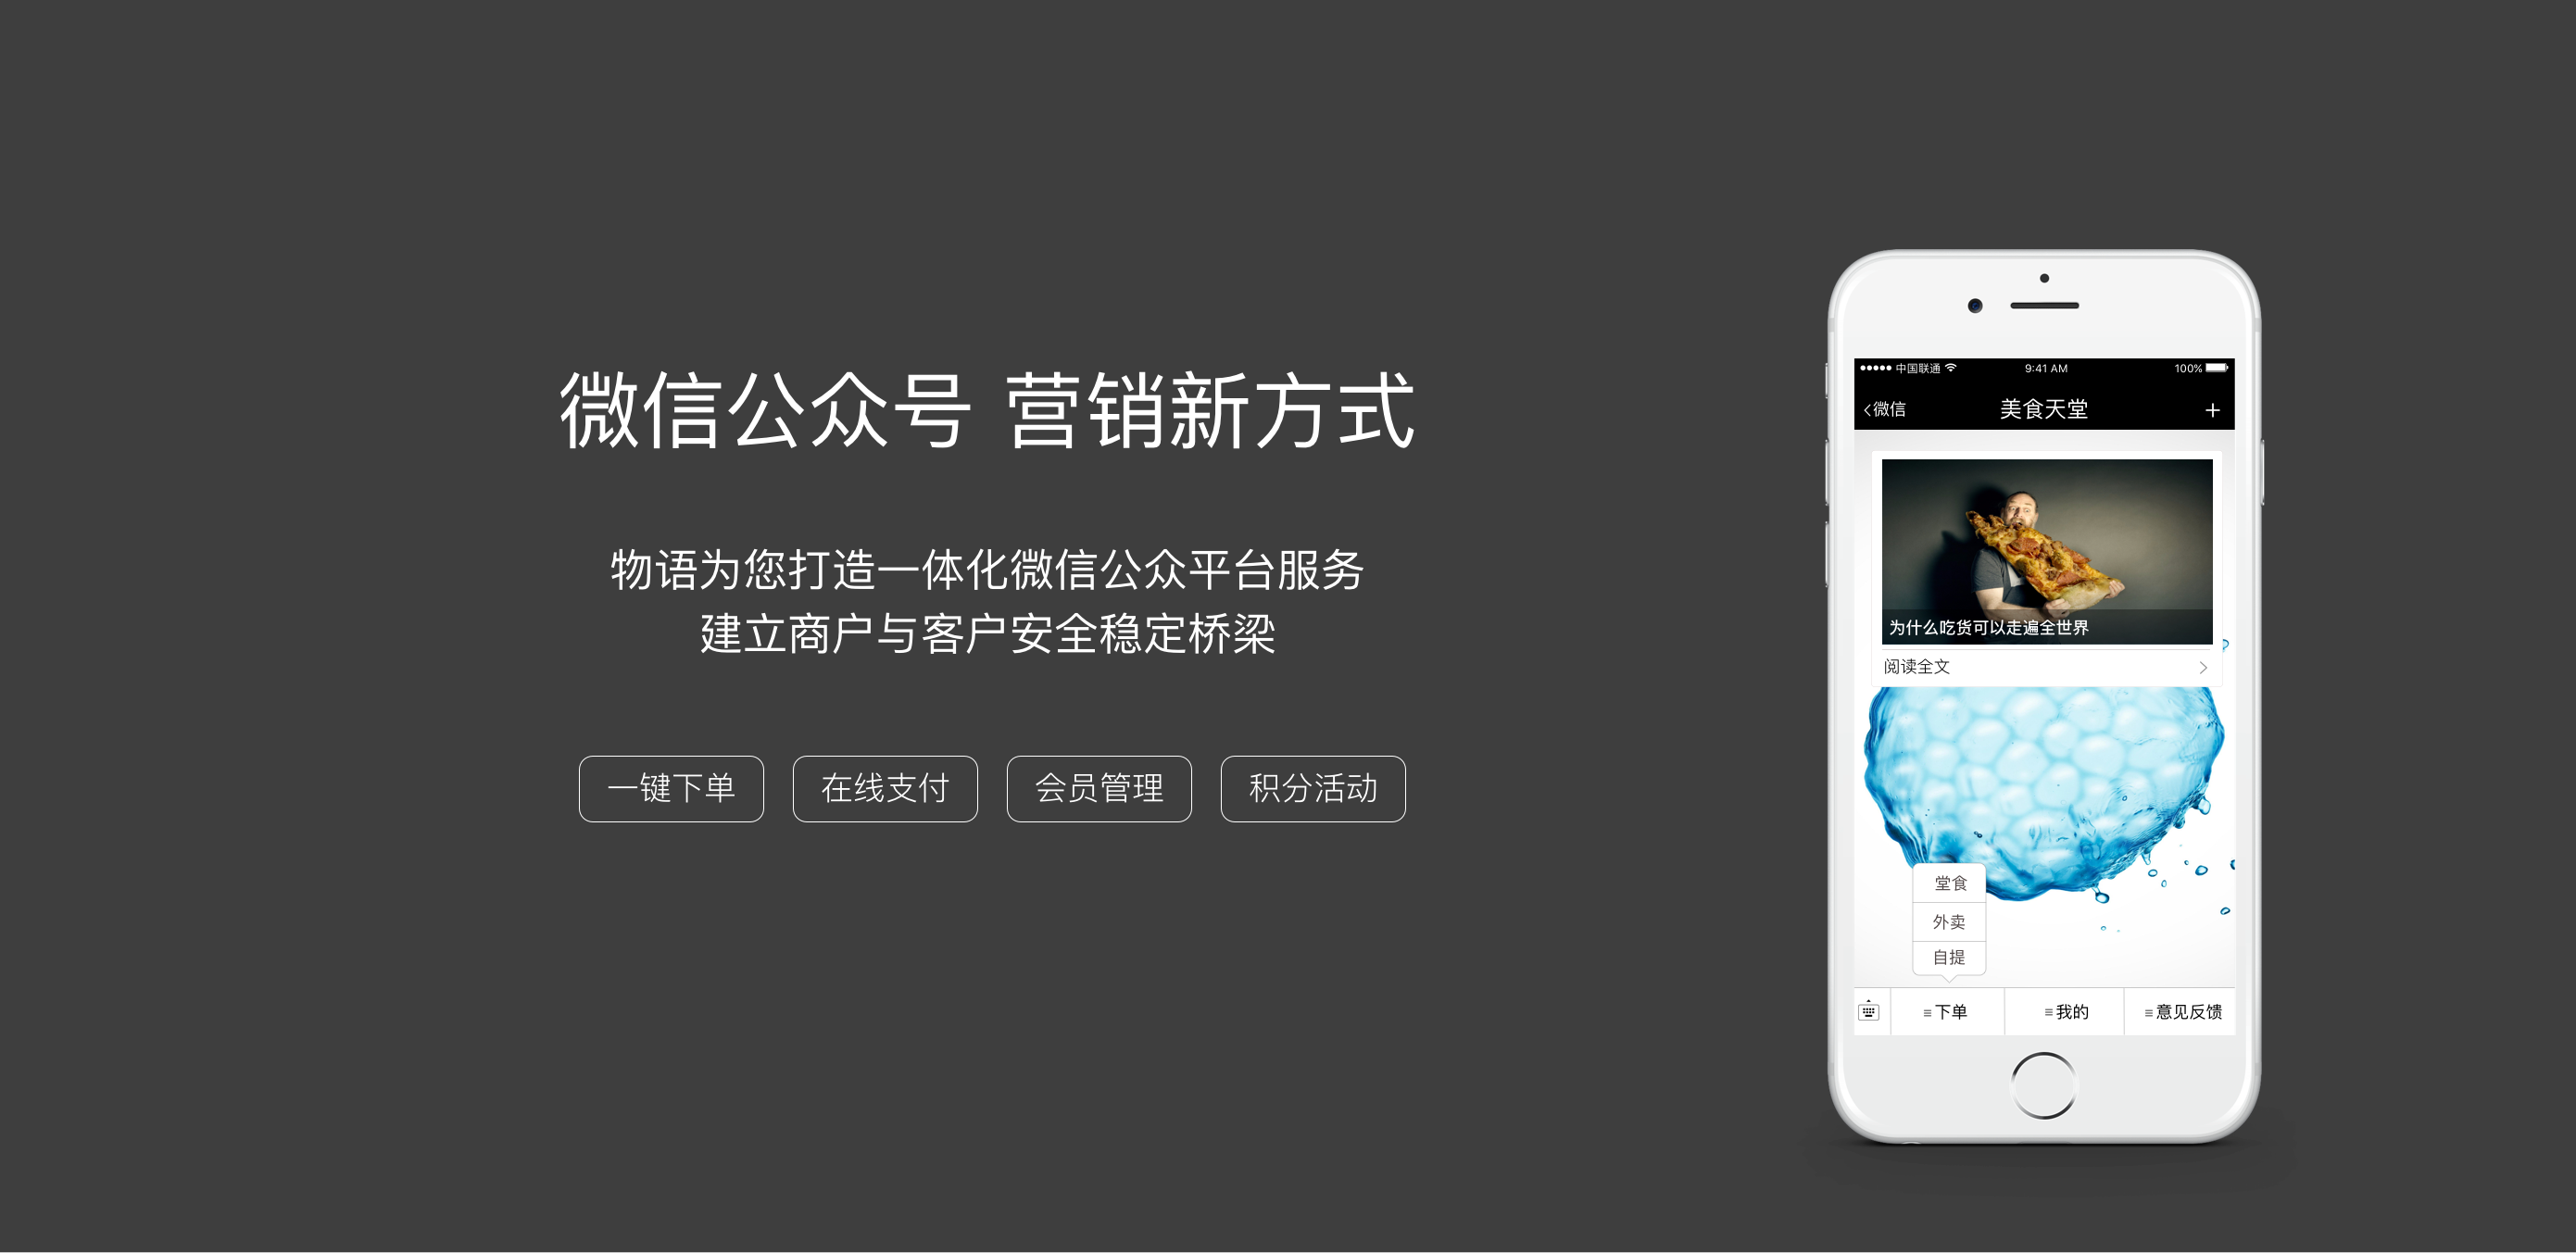 微信公众号 营销新方式
物语为您打造一体化微信公众平台服务
建立商户与客户安全稳定桥梁
一键下单 在线支付 会员管理 积分活动
中国联通 9:41 AM 100%
微信 美食天堂
为什么吃货可以走遍全世界
阅读全文
堂食
外卖
自提
下单 我的 意见反馈